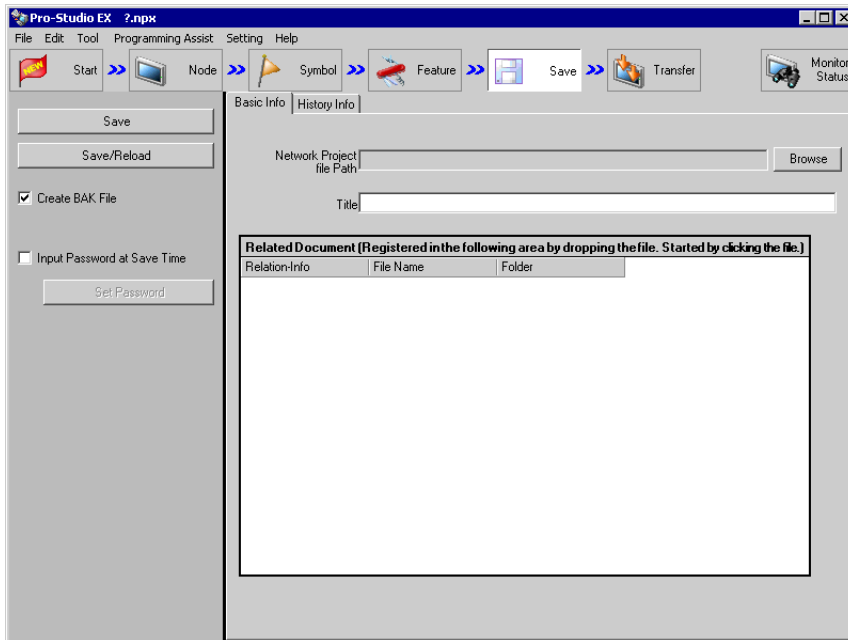 Pro-Studio EX ?.npx
File Edit Tool Programming Assist Setting Help
NEW Start Node Symbol Feature Save Transfer Monitor Status
Basic Info History Info
Save
Save/Reload
Network Project file Path Browse
Create BAK File
Title
Related Document (Registered in the following area by dropping the file. Started by clicking the file.)
Input Password at Save Time
Relation-Info File Name Folder
Set Password